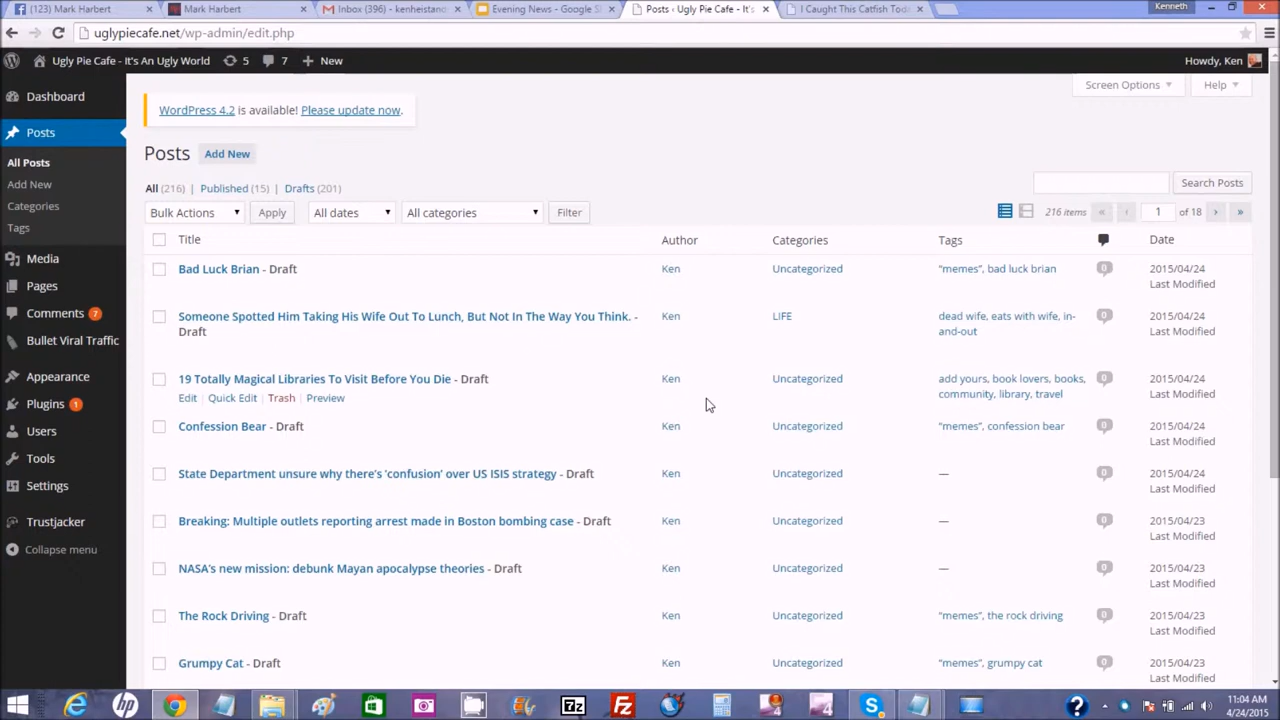 (123) Mark Harbert
Mark Harbert
Inbox (396) - kenheistand
Evening News - Google S
Posts ‹ Ugly Pie Cafe - It's
I Caught This Catfish Tod
Kenneth
uglypiecafe.net/wp-admin/edit.php
Ugly Pie Cafe - It's An Ugly World
5
7
New
Howdy, Ken
Dashboard
Posts
All Posts
Add New
Categories
Tags
Media
Pages
Comments 7
Bullet Viral Traffic
Appearance
Plugins 1
Users
Tools
Settings
Trustjacker
Collapse menu
Screen Options
Help
WordPress 4.2 is available! Please update now.
Posts Add New
All (216) | Published (15) | Drafts (201)
Search Posts
Bulk Actions
Apply
All dates
All categories
Filter
216 items « ‹ 1 of 18 › »
Title Author Categories Tags Date
Bad Luck Brian - Draft Ken Uncategorized "memes", bad luck brian 0 2015/04/24
Last Modified
Someone Spotted Him Taking His Wife Out To Lunch, But Not In The Way You Think. - Ken LIFE dead wife, eats with wife, in- 0 2015/04/24
Draft and-out Last Modified
19 Totally Magical Libraries To Visit Before You Die - Draft Ken Uncategorized add yours, book lovers, books, 0 2015/04/24
Edit | Quick Edit | Trash | Preview community, library, travel Last Modified
Confession Bear - Draft Ken Uncategorized "memes", confession bear 0 2015/04/24
Last Modified
State Department unsure why there's 'confusion' over US ISIS strategy - Draft Ken Uncategorized — 0 2015/04/24
Last Modified
Breaking: Multiple outlets reporting arrest made in Boston bombing case - Draft Ken Uncategorized — 0 2015/04/23
Last Modified
NASA's new mission: debunk Mayan apocalypse theories - Draft Ken Uncategorized — 0 2015/04/23
Last Modified
The Rock Driving - Draft Ken Uncategorized "memes", the rock driving 0 2015/04/23
Last Modified
Grumpy Cat - Draft Ken Uncategorized "memes", grumpy cat 0 2015/04/23
Last Modified
hp
7z
Fz
11:04 AM
4/24/2015